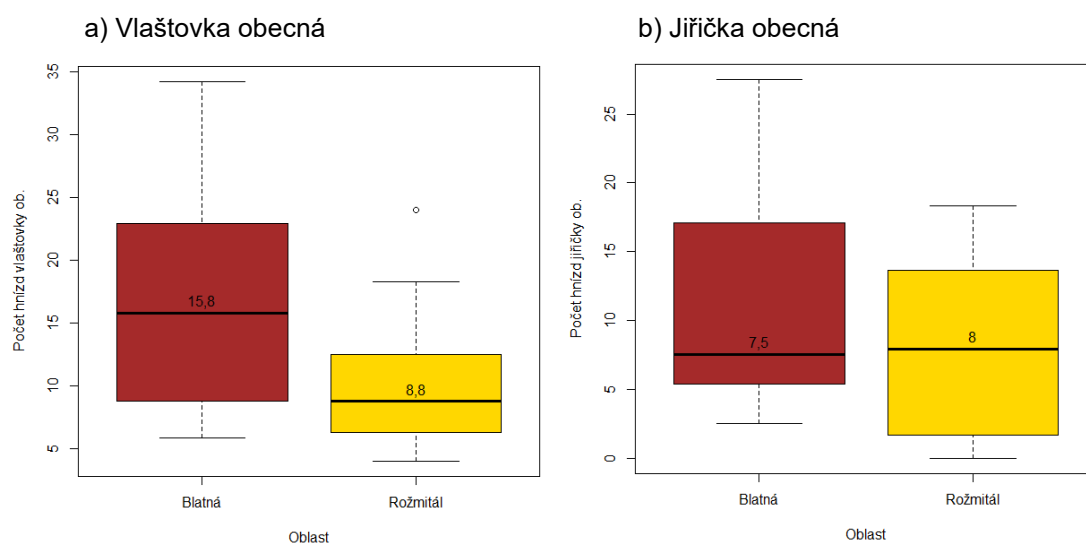 a) Vlaštovka obecná
Počet hnízd vlaštovky ob.
35
30
25
20
15
10
5
15,8
8,8
Blatná
Rožmitál
Oblast
b) Jiřička obecná
Počet hnízd jiřičky ob.
25
20
15
10
5
0
7,5
8
Blatná
Rožmitál
Oblast